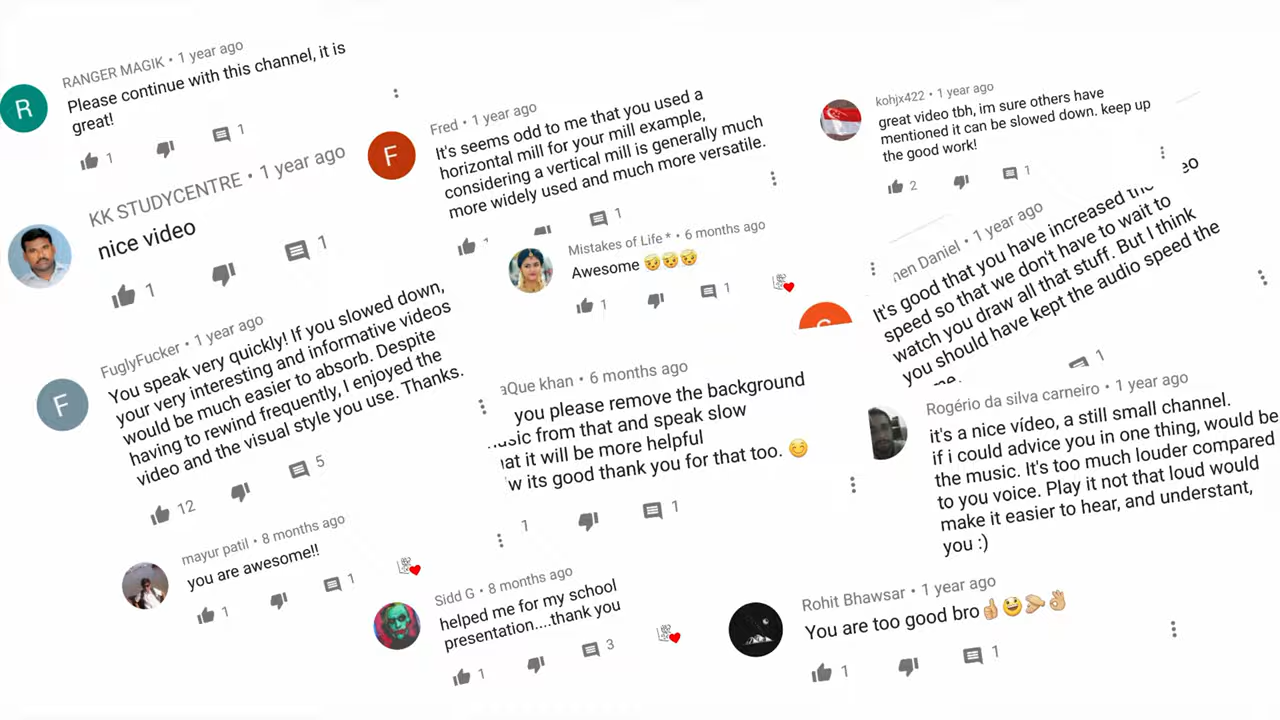 RANGER MAGIK • 1 year ago
Please continue with this channel, it is
great!
1
1
KK STUDYCENTRE • 1 year ago
nice video
1
1
FuglyFucker • 1 year ago
You speak very quickly! If you slowed down,
your very interesting and informative videos
would be much easier to absorb. Despite
having to rewind frequently, I enjoyed the
video and the visual style you use. Thanks.
12
5
mayur patil • 8 months ago
you are awesome!!
1
1
Fred • 1 year ago
It's seems odd to me that you used a
horizontal mill for your mill example,
considering a vertical mill is generally much
more widely used and much more versatile.
1
Mistakes of Life * • 6 months ago
Awesome 😇😇😇
1
1
aQue khan • 6 months ago
you please remove the background
from that and speak slow
at it will be more helpful
w its good thank you for that too. 😊
1
1
Sidd G • 8 months ago
helped me for my school
presentation....thank you
1
3
kohjx422 • 1 year ago
great video tbh, im sure others have
mentioned it can be slowed down. keep up
the good work!
2
1
hen Daniel • 1 year ago
It's good that you have increased the eo
speed so that we don't have to wait to
watch you draw all that stuff. But I think
you should have kept the audio speed the
1
Rogério da silva carneiro • 1 year ago
it's a nice vídeo, a still small channel.
if i could advice you in one thing, would be
the music. It's too much louder compared
to you voice. Play it not that loud would
make it easier to hear, and understant,
you :)
Rohit Bhawsar • 1 year ago
You are too good bro👍😃🤛👌
1
1
R
F
F